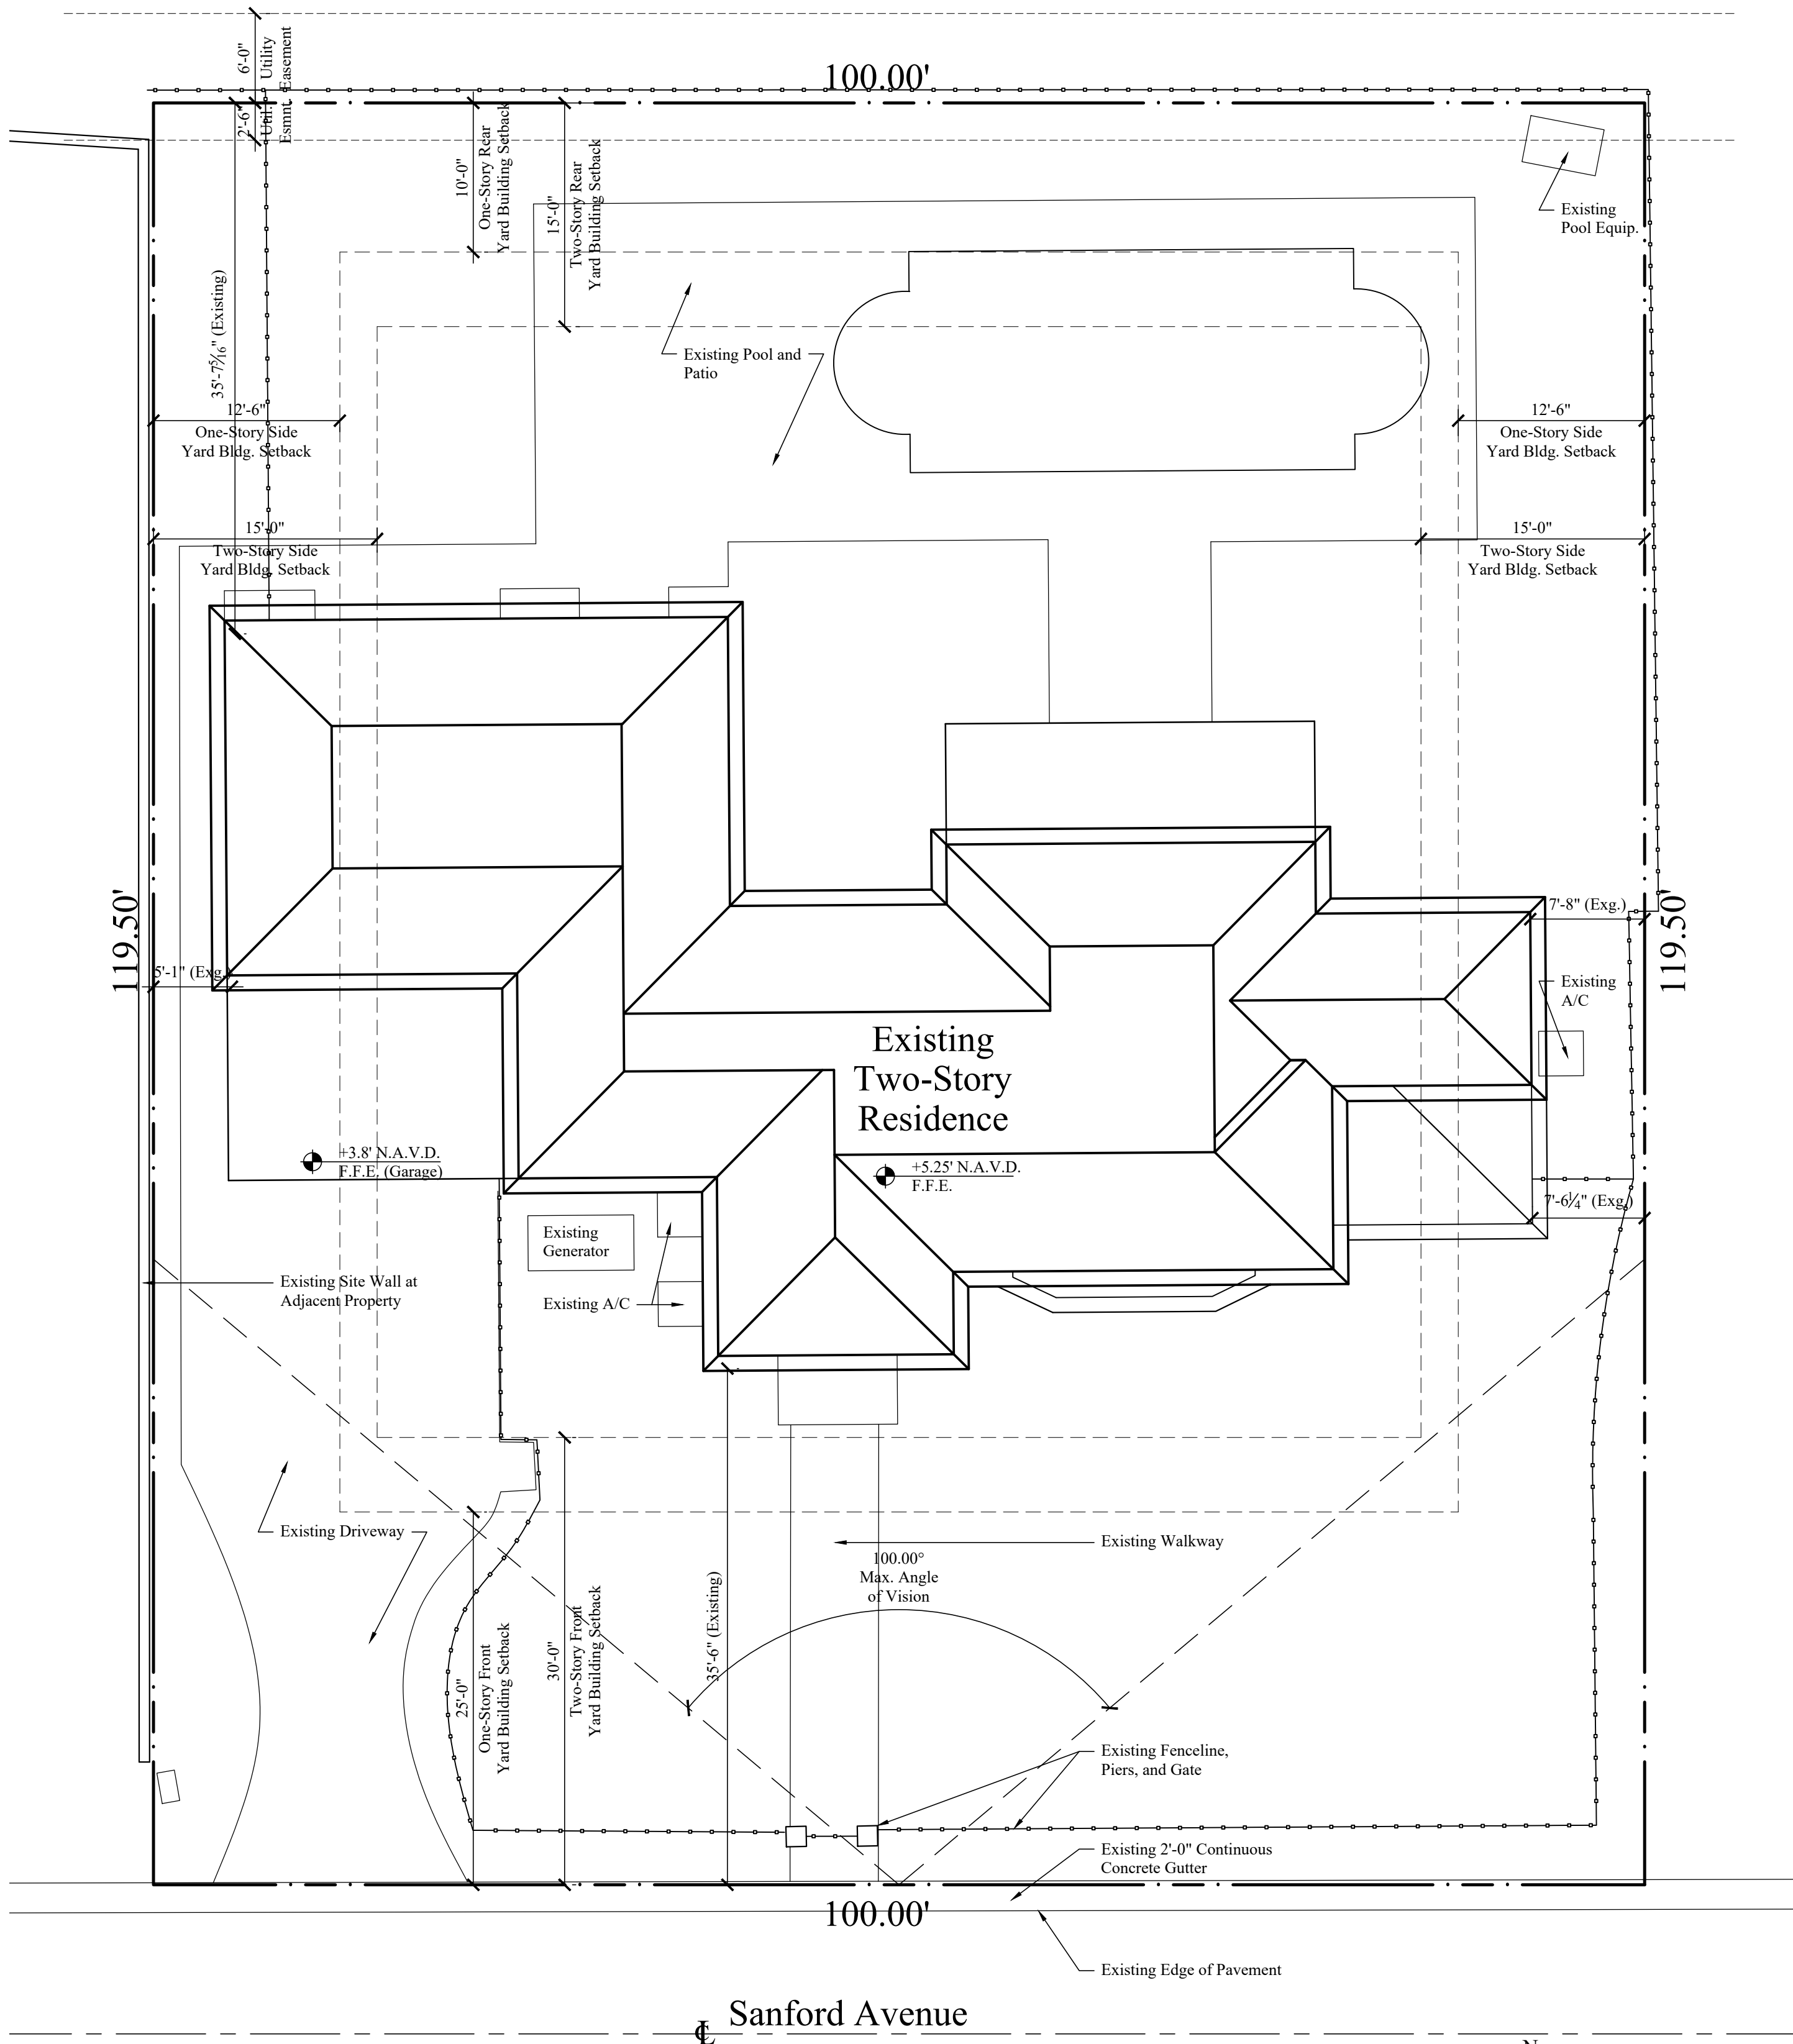 6'-0"
Utility
Easement
100.00'
2'-6"
Util.
Esmnt.
10'-0"
One-Story Rear
Yard Building Setback
15'-0"
Two-Story Rear
Yard Building Setback
Existing
Pool Equip.
35'-7 5/16" (Existing)
Existing Pool and
Patio
12'-6"
One-Story Side
Yard Bldg. Setback
12'-6"
One-Story Side
Yard Bldg. Setback
15'-0"
Two-Story Side
Yard Bldg. Setback
15'-0"
Two-Story Side
Yard Bldg. Setback
119.50'
7'-8" (Exg.)
119.50'
5'-1" (Exg.)
Existing
A/C
Existing
Two-Story
Residence
+3.8' N.A.V.D.
F.F.E. (Garage)
+5.25' N.A.V.D.
F.F.E.
7'-6 1/4" (Exg.)
Existing
Generator
Existing Site Wall at
Adjacent Property
Existing A/C
Existing Driveway
Existing Walkway
100.00°
Max. Angle
of Vision
25'-0"
One-Story Front
Yard Building Setback
30'-0"
Two-Story Front
Yard Building Setback
35'-6" (Existing)
Existing Fenceline,
Piers, and Gate
Existing 2'-0" Continuous
Concrete Gutter
100.00'
Existing Edge of Pavement
Sanford Avenue
℄